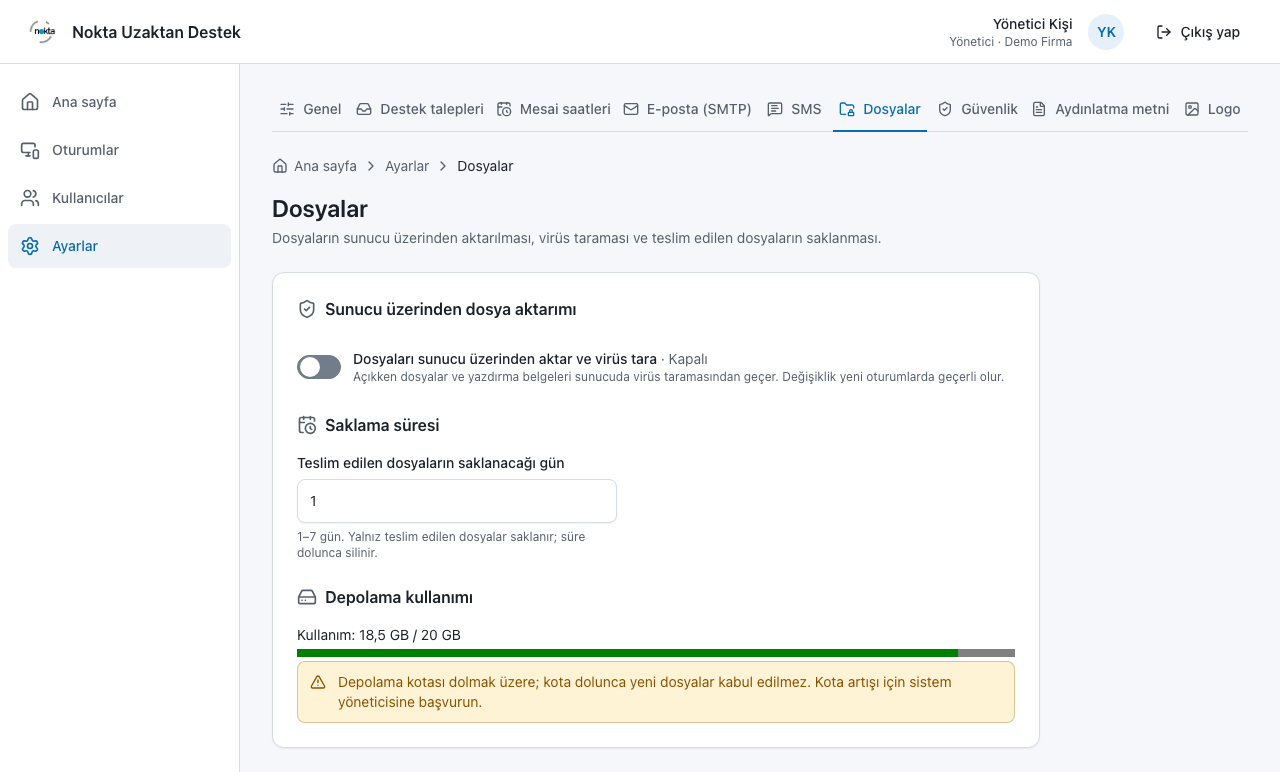 nokta
Nokta Uzaktan Destek
Yönetici Kişi
Yönetici · Demo Firma
YK
Çıkış yap
Ana sayfa
Oturumlar
Kullanıcılar
Ayarlar
Genel
Destek talepleri
Mesai saatleri
E-posta (SMTP)
SMS
Dosyalar
Güvenlik
Aydınlatma metni
Logo
Ana sayfa > Ayarlar > Dosyalar
Dosyalar
Dosyaların sunucu üzerinden aktarılması, virüs taraması ve teslim edilen dosyaların saklanması.
Sunucu üzerinden dosya aktarımı
Dosyaları sunucu üzerinden aktar ve virüs tara · Kapalı
Açıkken dosyalar ve yazdırma belgeleri sunucuda virüs taramasından geçer. Değişiklik yeni oturumlarda geçerli olur.
Saklama süresi
Teslim edilen dosyaların saklanacağı gün
1
1–7 gün. Yalnız teslim edilen dosyalar saklanır; süre
dolunca silinir.
Depolama kullanımı
Kullanım: 18,5 GB / 20 GB
Depolama kotası dolmak üzere; kota dolunca yeni dosyalar kabul edilmez. Kota artışı için sistem
yöneticisine başvurun.